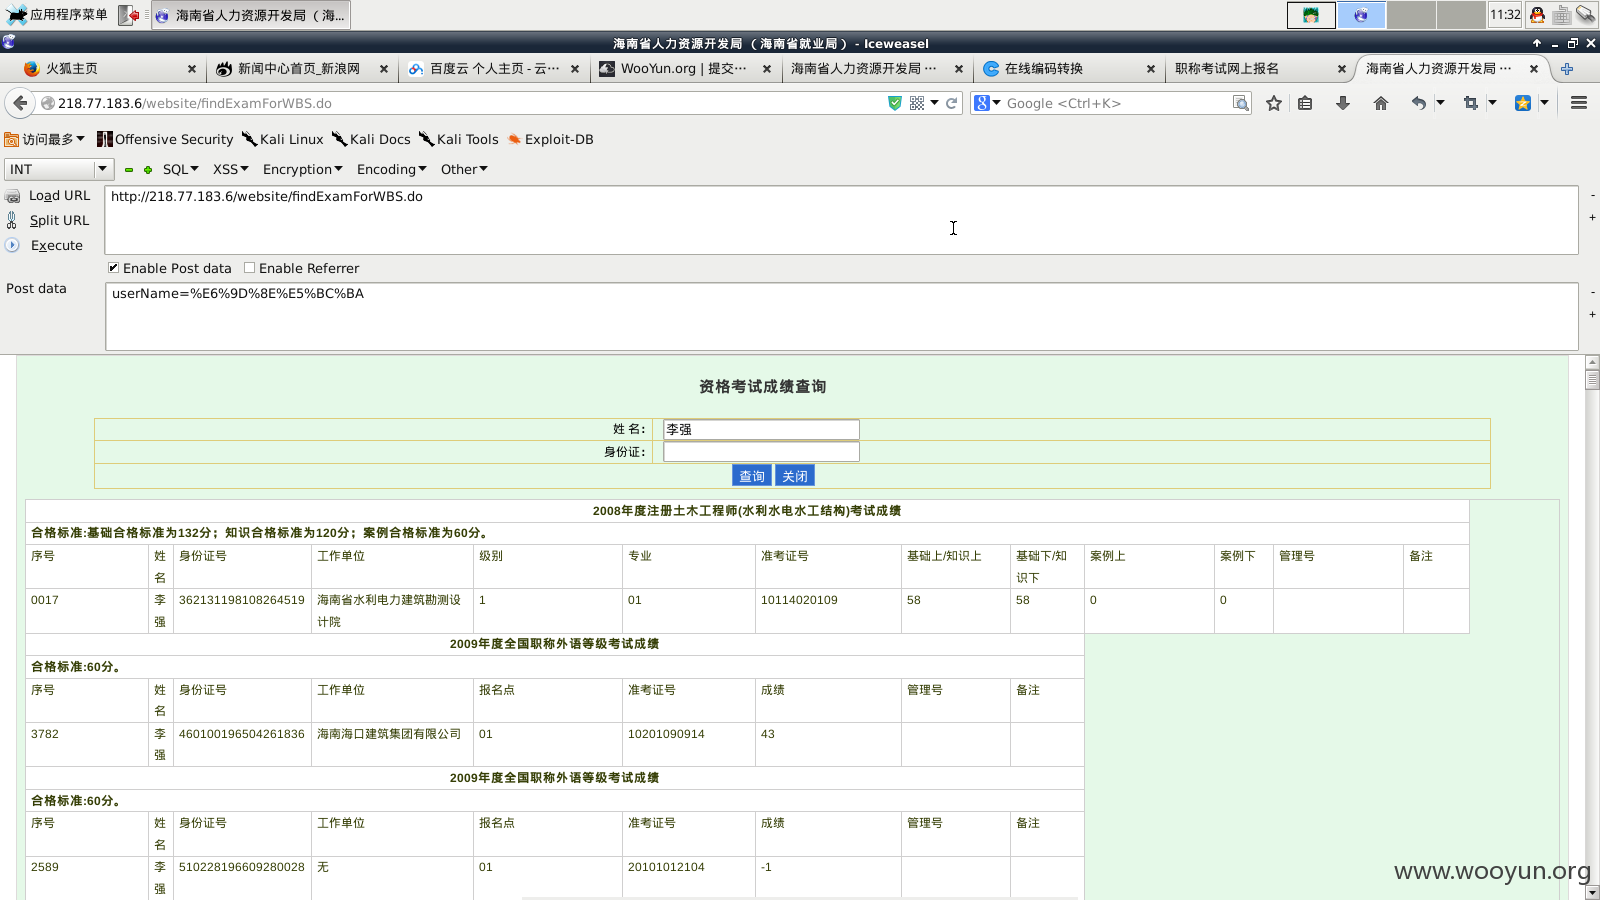 应用程序菜单 海南省人力资源开发局 （ 海... 11:32
海南省人力资源开发局 （ 海南省就业局 ） - Iceweasel
火狐主页 新闻中心首页_新浪网 百度云 个人主页 - 云··· WooYun.org | 提交··· 海南省人力资源开发局 ··· 在线编码转换 职称考试网上报名 海南省人力资源开发局 ···
218.77.183.6/website/findExamForWBS.do Google <Ctrl+K>
访问最多 Offensive Security Kali Linux Kali Docs Kali Tools Exploit-DB
INT SQL XSS Encryption Encoding Other
Load URL http://218.77.183.6/website/findExamForWBS.do
Split URL
Execute
Enable Post data Enable Referrer
Post data userName=%E6%9D%8E%E5%BC%BA
资格考试成绩查询
姓 名: 李强
身份证:
查询 关闭
2008年度注册土木工程师(水利水电水工结构)考试成绩
合格标准:基础合格标准为132分；知识合格标准为120分；案例合格标准为60分。
序号 姓名 身份证号 工作单位 级别 专业 准考证号 基础上/知识上 基础下/知识下 案例上 案例下 管理号 备注
0017 李强 362131198108264519 海南省水利电力建筑勘测设计院 1 01 10114020109 58 58 0 0
2009年度全国职称外语等级考试成绩
合格标准:60分。
序号 姓名 身份证号 工作单位 报名点 准考证号 成绩 管理号 备注
3782 李强 460100196504261836 海南海口建筑集团有限公司 01 10201090914 43
2009年度全国职称外语等级考试成绩
合格标准:60分。
序号 姓名 身份证号 工作单位 报名点 准考证号 成绩 管理号 备注
2589 李强 510228196609280028 无 01 20101012104 -1
www.wooyun.org